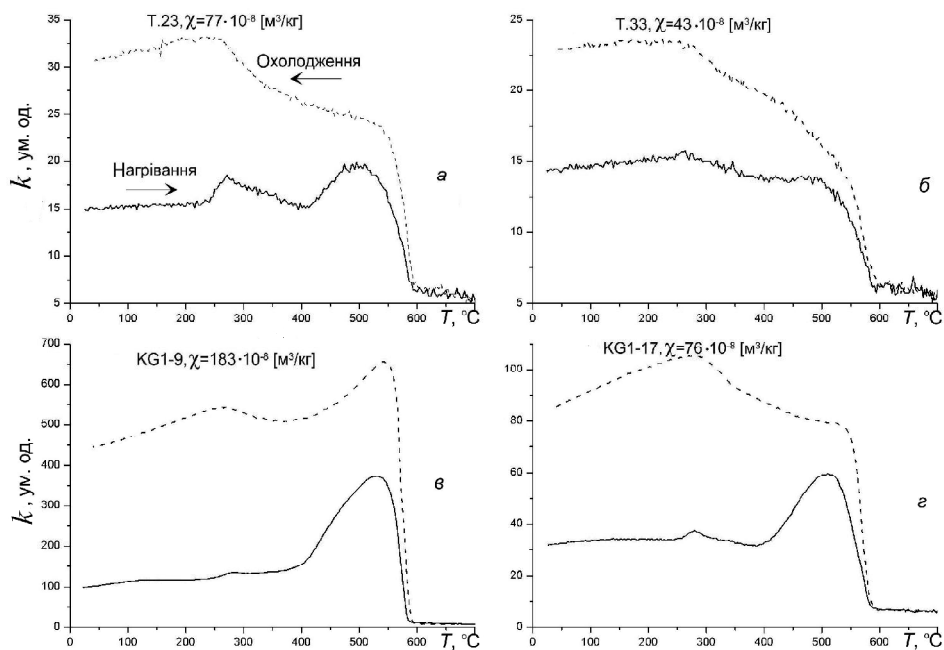 Т.23, χ=77·10⁻⁸ [м³/кг]
Охолодження
Нагрівання
а
k, ум. од.
35
30
25
20
15
10
5
0 100 200 300 400 500 600 T, °C
Т.33, χ=43·10⁻⁸ [м³/кг]
б
25
20
15
10
5
0 100 200 300 400 500 600 T, °C
KG1-9, χ=183·10⁻⁸ [м³/кг]
в
k, ум. од.
700
600
500
400
300
200
100
0
0 100 200 300 400 500 600 T, °C
KG1-17, χ=76·10⁻⁸ [м³/кг]
г
100
80
60
40
20
0
0 100 200 300 400 500 600 T, °C